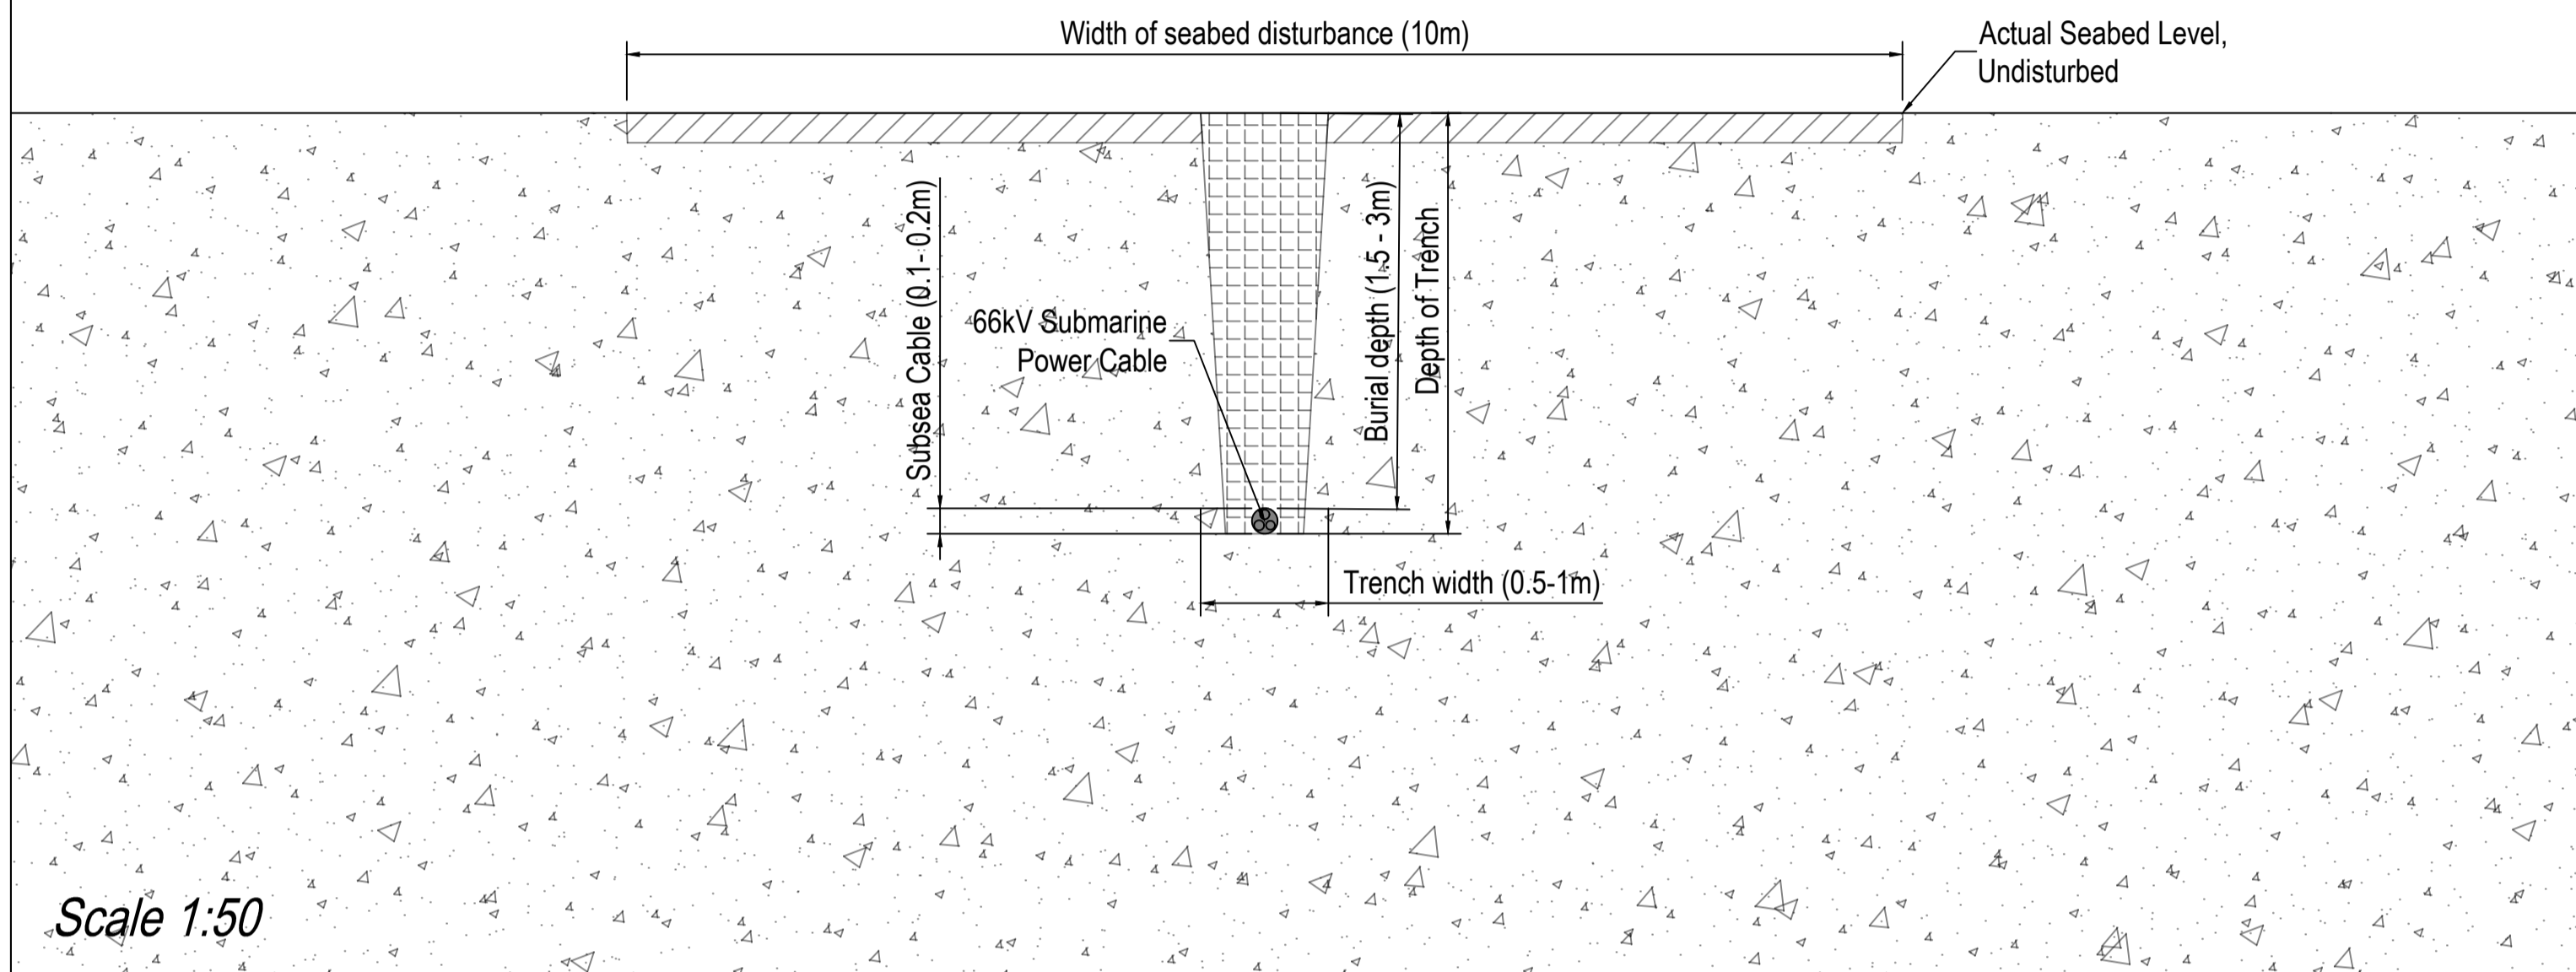 Width of seabed disturbance (10m)
Actual Seabed Level,
Undisturbed
Subsea Cable (0.1-0.2m)
66kV Submarine
Power Cable
Burial depth (1.5 - 3m)
Depth of Trench
Trench width (0.5-1m)
Scale 1:50